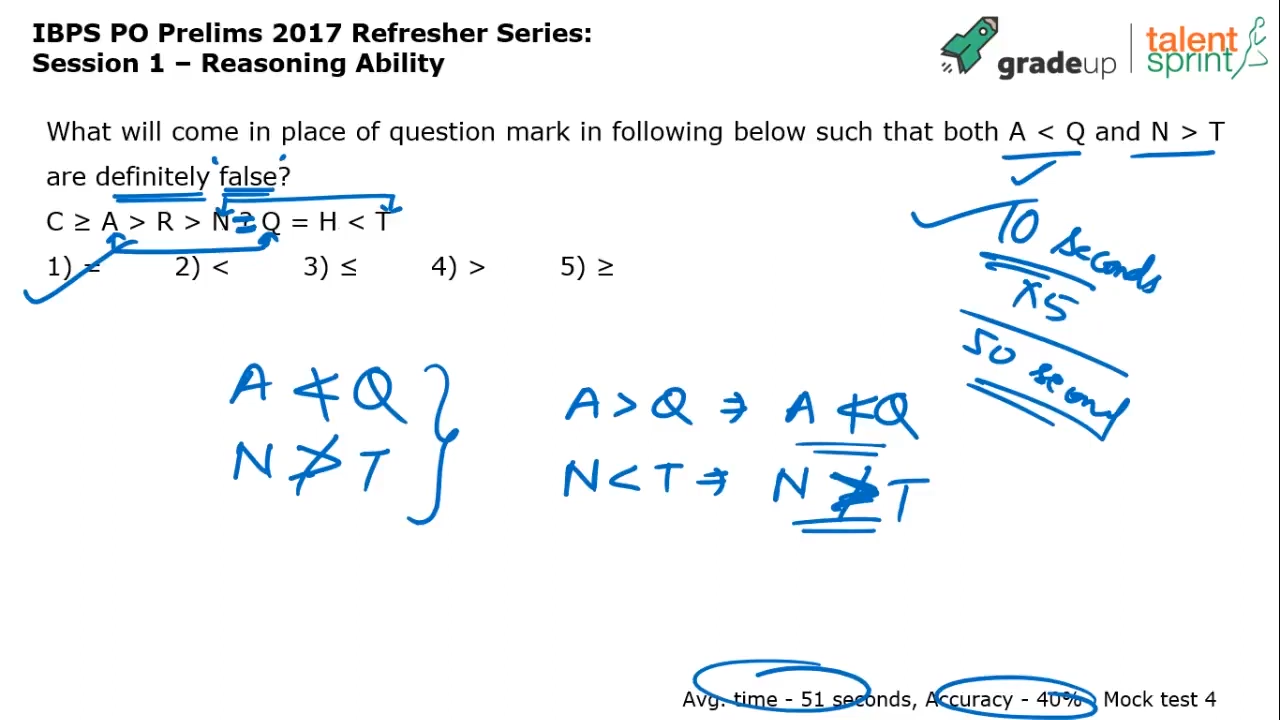 IBPS PO Prelims 2017 Refresher Series:
Session 1 – Reasoning Ability
gradeup
talent
sprint
What will come in place of question mark in following below such that both A < Q and N > T
are definitely false?
C ≥ A > R > N ? Q = H < T
1) = 2) < 3) ≤ 4) > 5) ≥
10 seconds
×5
50 second
A ≮ Q
N ≯ T
A > Q ⇒ A ≮ Q
N < T ⇒ N ≯ T
Avg. time - 51 seconds, Accuracy - 40% Mock test 4